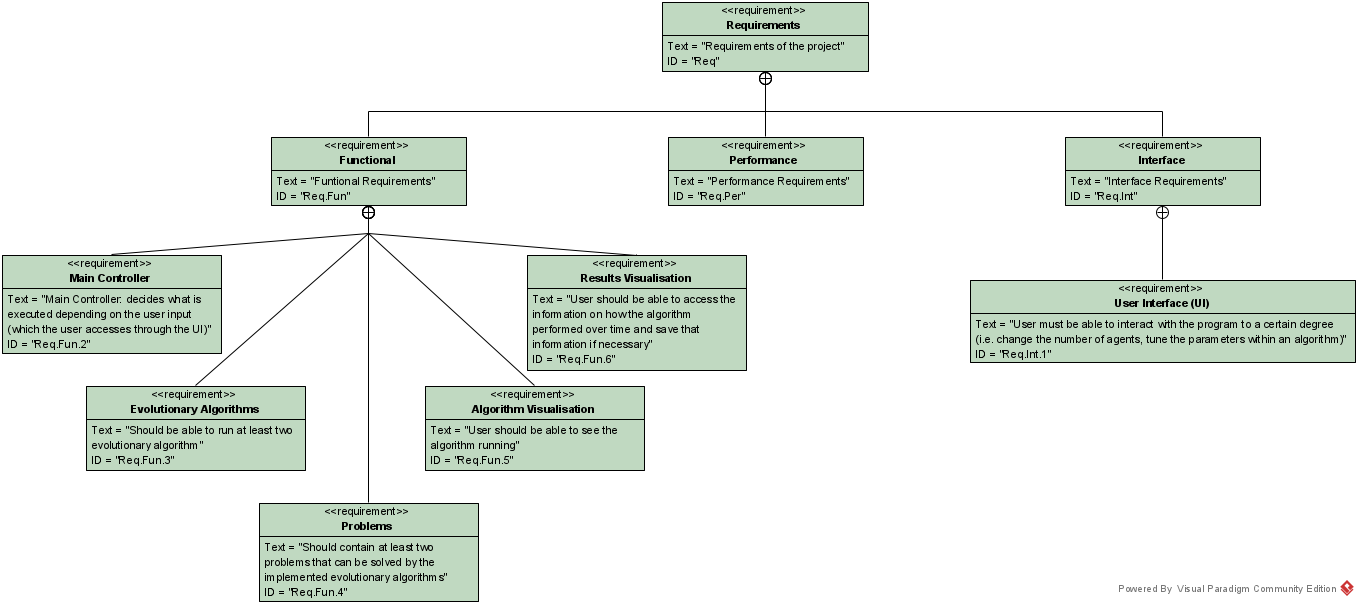 <<requirement>>
Requirements
Text = "Requirements of the project"
ID = "Req"
<<requirement>>
Functional
Text = "Funtional Requirements"
ID = "Req.Fun"
<<requirement>>
Performance
Text = "Performance Requirements"
ID = "Req.Per"
<<requirement>>
Interface
Text = "Interface Requirements"
ID = "Req.Int"
<<requirement>>
Main Controller
Text = "Main Controller: decides what is
executed depending on the user input
(which the user accesses through the UI)"
ID = "Req.Fun.2"
<<requirement>>
Results Visualisation
Text = "User should be able to access the
information on how the algorithm
performed over time and save that
information if necessary"
ID = "Req.Fun.6"
<<requirement>>
User Interface (UI)
Text = "User must be able to interact with the program to a certain degree
(i.e. change the number of agents, tune the parameters within an algorithm)"
ID = "Req.Int.1"
<<requirement>>
Evolutionary Algorithms
Text = "Should be able to run at least two
evolutionary algorithm"
ID = "Req.Fun.3"
<<requirement>>
Algorithm Visualisation
Text = "User should be able to see the
algorithm running"
ID = "Req.Fun.5"
<<requirement>>
Problems
Text = "Should contain at least two
problems that can be solved by the
implemented evolutionary algorithms"
ID = "Req.Fun.4"
Powered By Visual Paradigm Community Edition